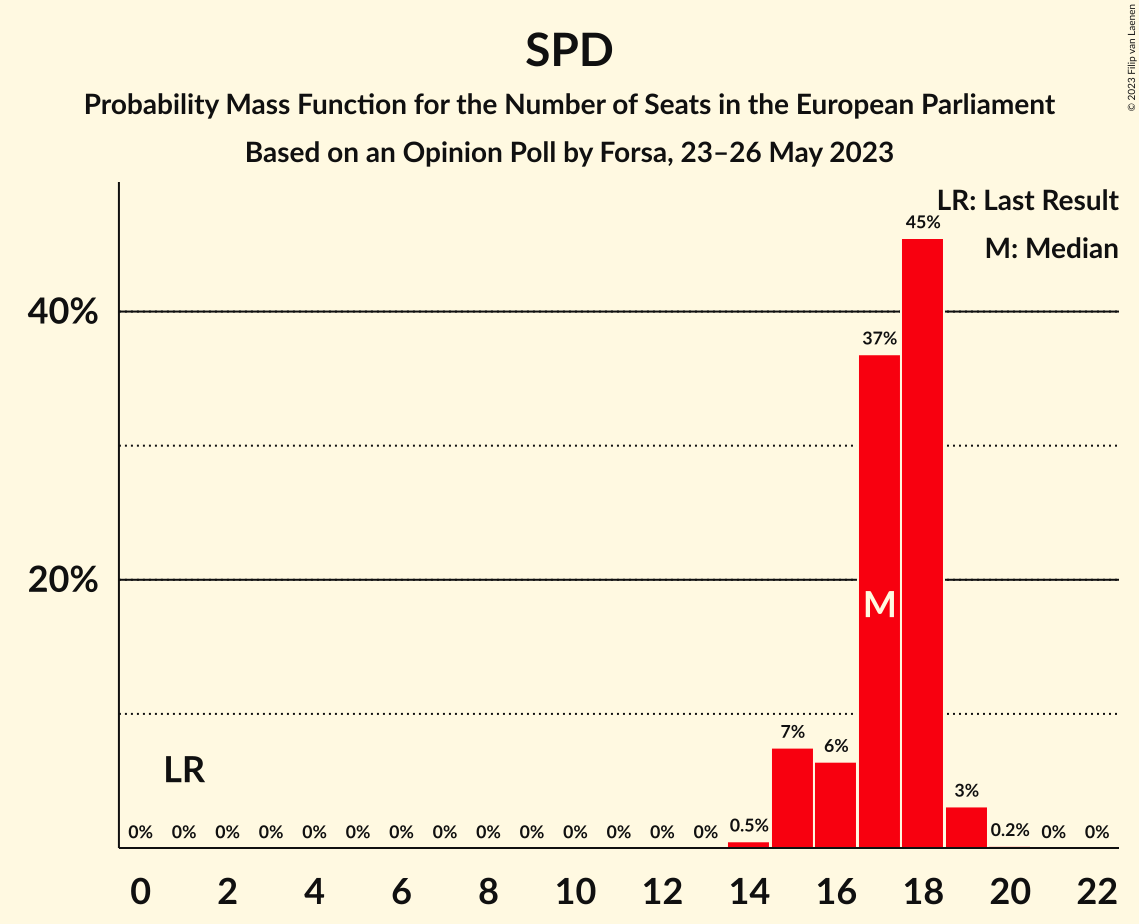 SPD
Probability Mass Function for the Number of Seats in the European Parliament
Based on an Opinion Poll by Forsa, 23–26 May 2023
© 2023 Filip van Laenen
LR: Last Result
M: Median
45%
40%
37%
20%
M
7%
6%
LR
3%
0% 0% 0% 0% 0% 0% 0% 0% 0% 0% 0% 0% 0% 0% 0.5% 0.2% 0% 0%
0 2 4 6 8 10 12 14 16 18 20 22